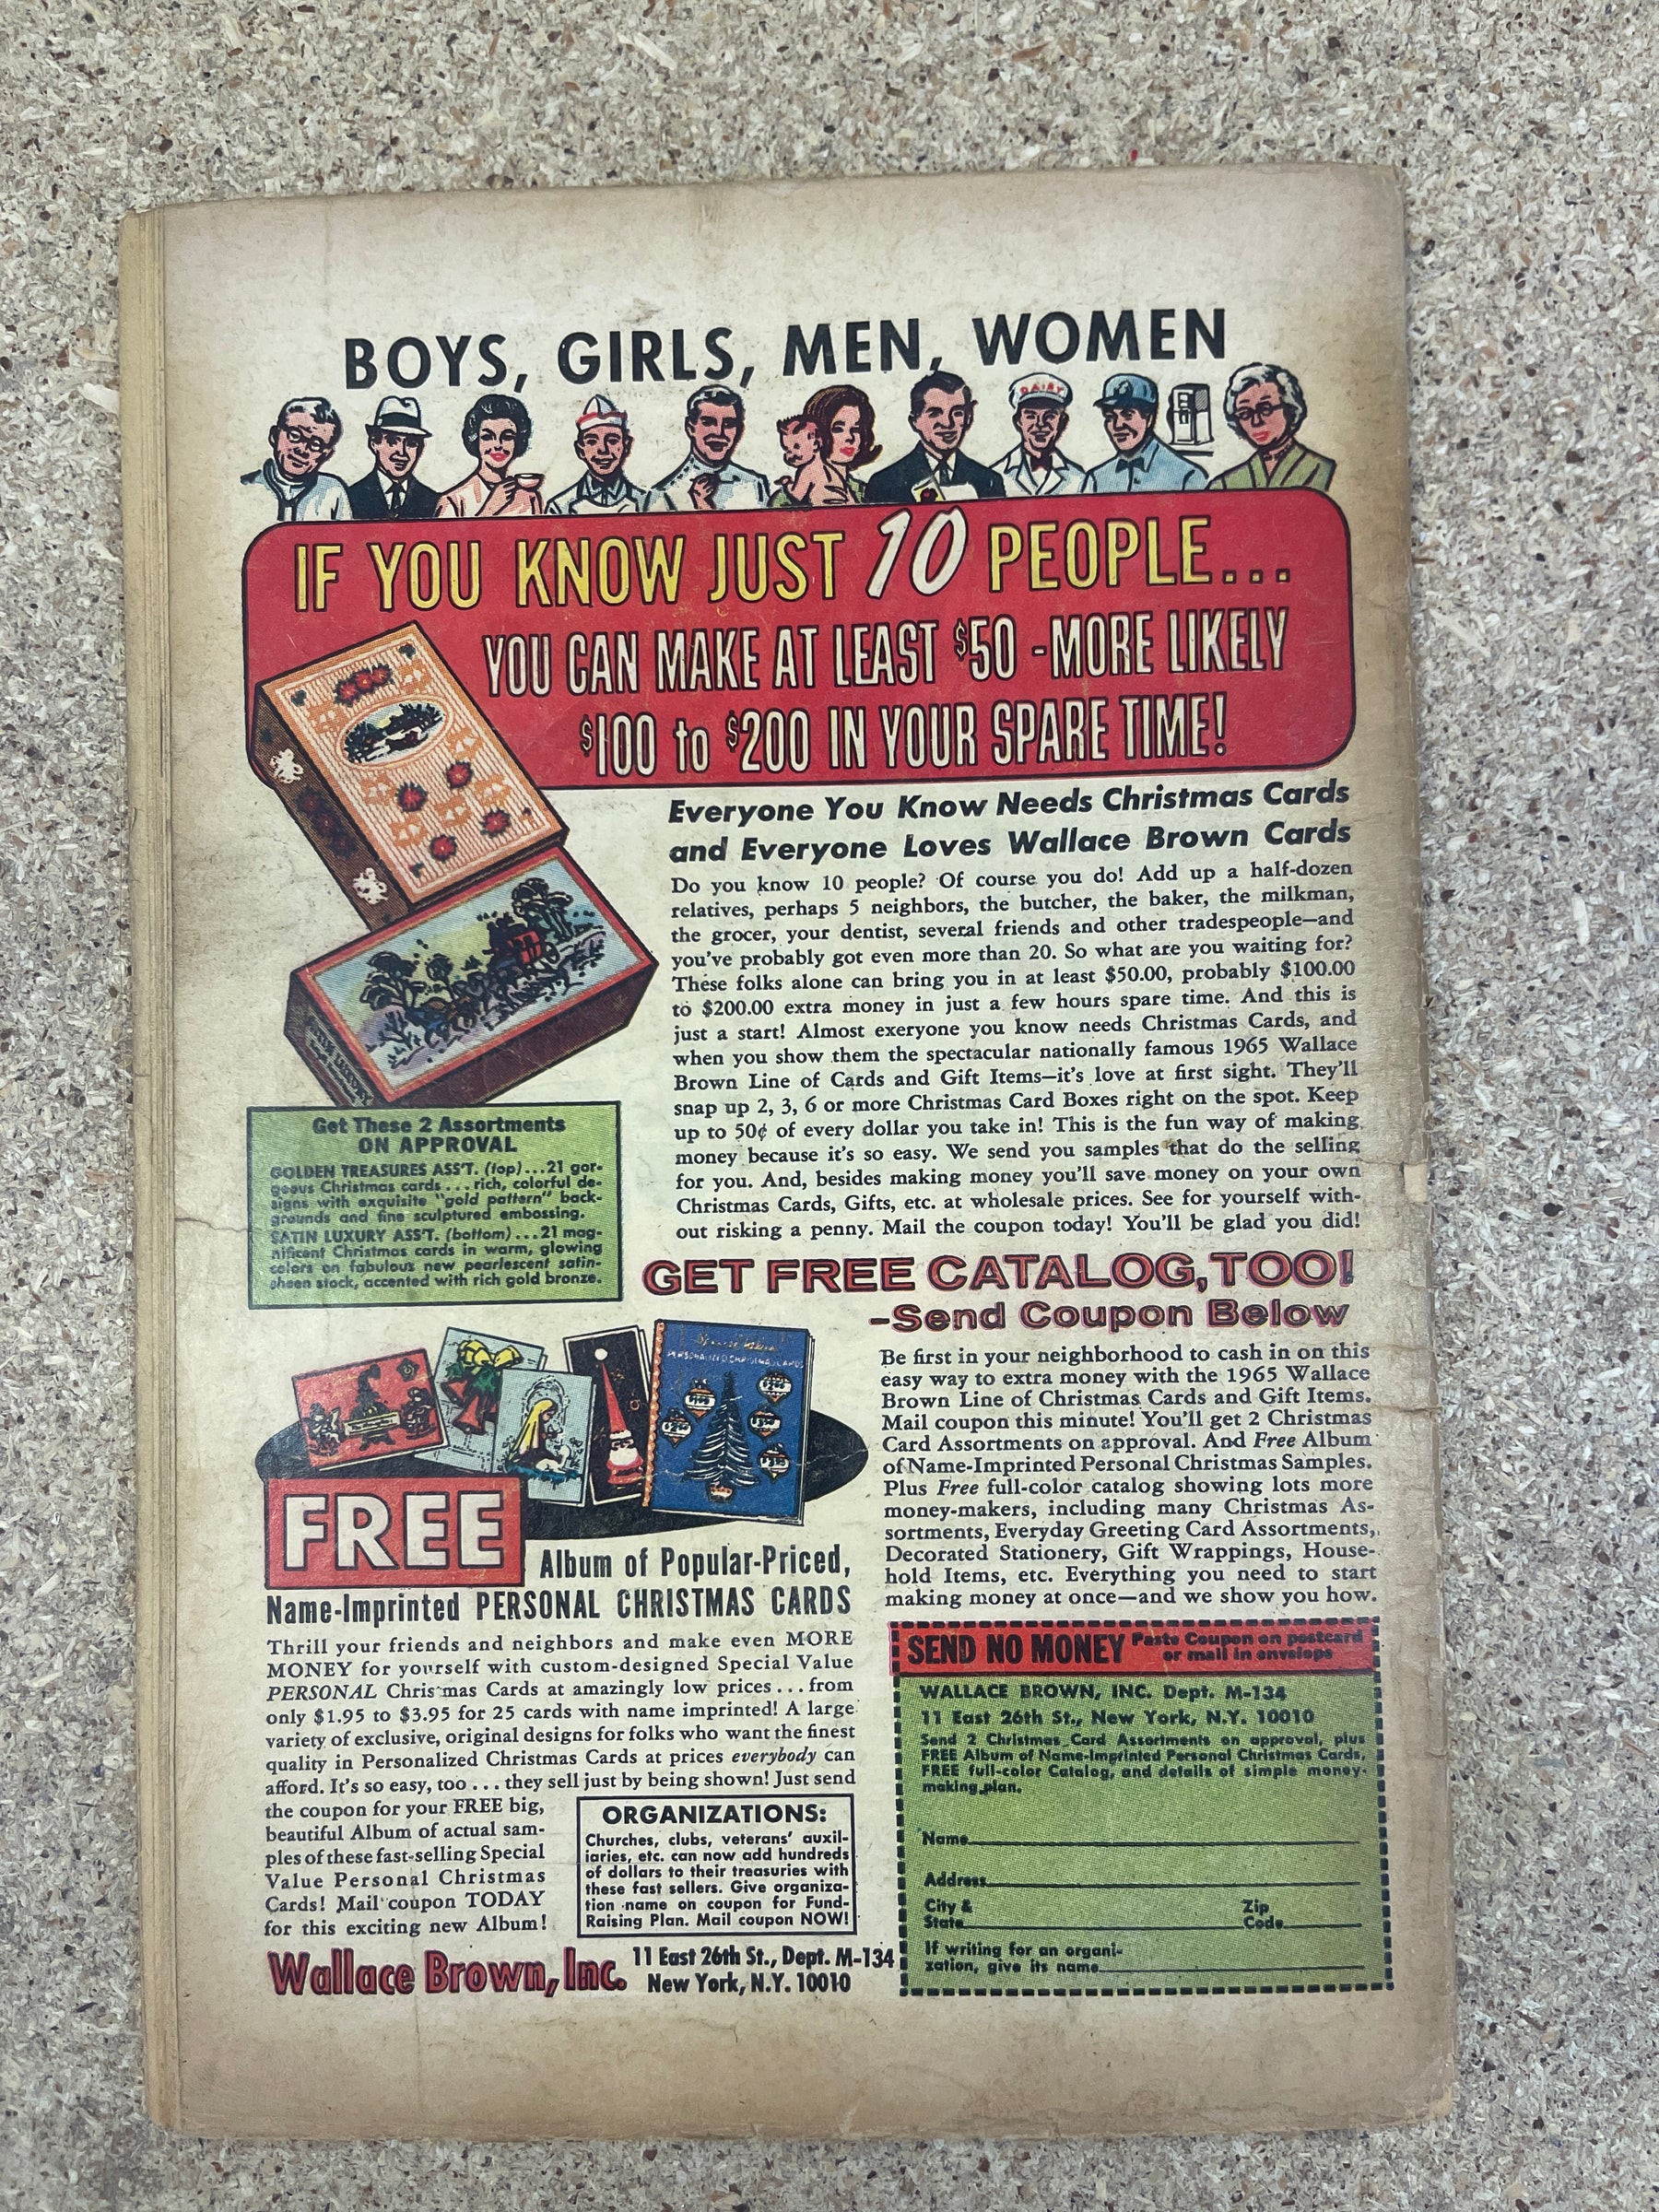 BOYS, GIRLS, MEN, WOMEN
DAIRY
IF YOU KNOW JUST 10 PEOPLE...
YOU CAN MAKE AT LEAST $50 -MORE LIKELY
$100 to $200 IN YOUR SPARE TIME!
Everyone You Know Needs Christmas Cards
and Everyone Loves Wallace Brown Cards
Do you know 10 people? Of course you do! Add up a half-dozen
relatives, perhaps 5 neighbors, the butcher, the baker, the milkman,
the grocer, your dentist, several friends and other tradespeople—and
you've probably got even more than 20. So what are you waiting for?
These folks alone can bring you in at least $50.00, probably $100.00
to $200.00 extra money in just a few hours spare time. And this is
just a start! Almost exeryone you know needs Christmas Cards, and
when you show them the spectacular nationally famous 1965 Wallace
Brown Line of Cards and Gift Items—it's love at first sight. They'll
snap up 2, 3, 6 or more Christmas Card Boxes right on the spot. Keep
up to 50¢ of every dollar you take in! This is the fun way of making
money because it's so easy. We send you samples that do the selling
for you. And, besides making money you'll save money on your own
Christmas Cards, Gifts, etc. at wholesale prices. See for yourself with-
out risking a penny. Mail the coupon today! You'll be glad you did!
Get These 2 Assortments
ON APPROVAL
GOLDEN TREASURES ASS'T. (top)...21 gor-
geous Christmas cards...rich, colorful de-
signs with exquisite "gold pattern" back-
grounds and fine sculptured embossing.
SATIN LUXURY ASS'T. (bottom)...21 mag-
nificent Christmas cards in warm, glowing
colors on fabulous new pearlescent satin-
sheen stock, accented with rich gold bronze.
GET FREE CATALOG, TOO!
-Send Coupon Below
Be first in your neighborhood to cash in on this
easy way to extra money with the 1965 Wallace
Brown Line of Christmas Cards and Gift Items.
Mail coupon this minute! You'll get 2 Christmas
Card Assortments on approval. And Free Album
of Name-Imprinted Personal Christmas Samples.
Plus Free full-color catalog showing lots more
money-makers, including many Christmas As-
sortments, Everyday Greeting Card Assortments,
Decorated Stationery, Gift Wrappings, House-
hold Items, etc. Everything you need to start
making money at once—and we show you how.
PERSONALIZED CHRISTMAS CARDS
FREE
Album of Popular-Priced,
Name-Imprinted PERSONAL CHRISTMAS CARDS
Thrill your friends and neighbors and make even MORE
MONEY for yourself with custom-designed Special Value
PERSONAL Chris mas Cards at amazingly low prices...from
only $1.95 to $3.95 for 25 cards with name imprinted! A large
variety of exclusive, original designs for folks who want the finest
quality in Personalized Christmas Cards at prices everybody can
afford. It's so easy, too...they sell just by being shown! Just send
the coupon for your FREE big,
beautiful Album of actual sam-
ples of these fast-selling Special
Value Personal Christmas
Cards! Mail coupon TODAY
for this exciting new Album!
ORGANIZATIONS:
Churches, clubs, veterans' auxil-
iaries, etc. can now add hundreds
of dollars to their treasuries with
these fast sellers. Give organiza-
tion name on coupon for Fund-
Raising Plan. Mail coupon NOW!
Wallace Brown, Inc.
11 East 26th St., Dept. M-134
New York, N.Y. 10010
SEND NO MONEY Paste Coupon on postcard
or mail in envelope
WALLACE BROWN, INC. Dept. M-134
11 East 26th St., New York, N.Y. 10010
Send 2 Christmas Card Assortments on approval, plus
FREE Album of Name-Imprinted Personal Christmas Cards,
FREE full-color Catalog, and details of simple money-
making plan.
Name
Address
City & Zip
State Code
If writing for an organi-
zation, give its name